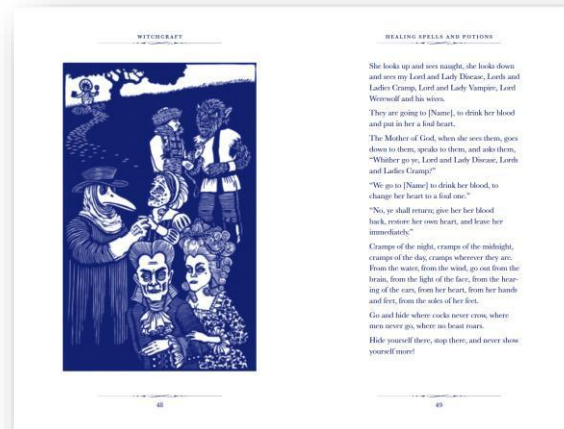 WITCHCRAFT
48
HEALING SPELLS AND POTIONS
She looks up and sees naught, she looks down
and sees my Lord and Lady Disease, Lords and
Ladies Cramp, Lord and Lady Vampire, Lord
Werewolf and his wives.
They are going to [Name], to drink her blood
and put in her a foul heart.
The Mother of God, when she sees them, goes
down to them, speaks to them, and asks them,
“Whither go ye, Lord and Lady Disease, Lords
and Ladies Cramp?”
“We go to [Name] to drink her blood, to
change her heart to a foul one.”
“No, ye shall return; give her her blood
back, restore her own heart, and leave her
immediately.”
Cramps of the night, cramps of the midnight,
cramps of the day, cramps wherever they are.
From the water, from the wind, go out from the
brain, from the light of the face, from the hear-
ing of the ears, from her heart, from her hands
and feet, from the soles of her feet.
Go and hide where cocks never crow, where
men never go, where no beast roars.
Hide yourself there, stop there, and never show
yourself more!
49